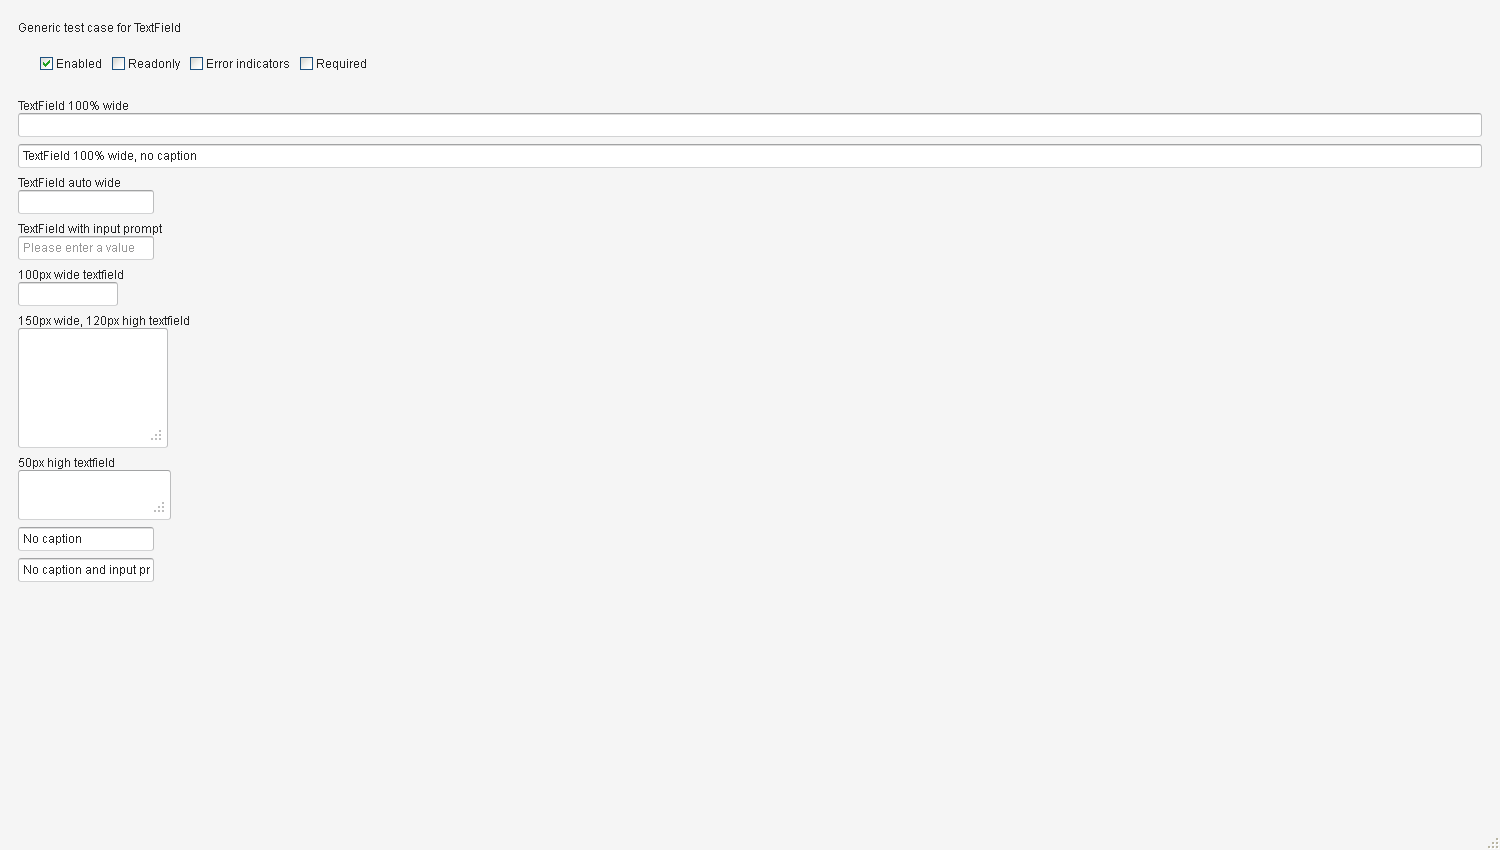 Generic test case for TextField
Enabled Readonly Error indicators Required
TextField 100% wide
TextField 100% wide, no caption
TextField auto wide
TextField with input prompt
Please enter a value
100px wide textfield
150px wide, 120px high textfield
50px high textfield
No caption
No caption and input pr